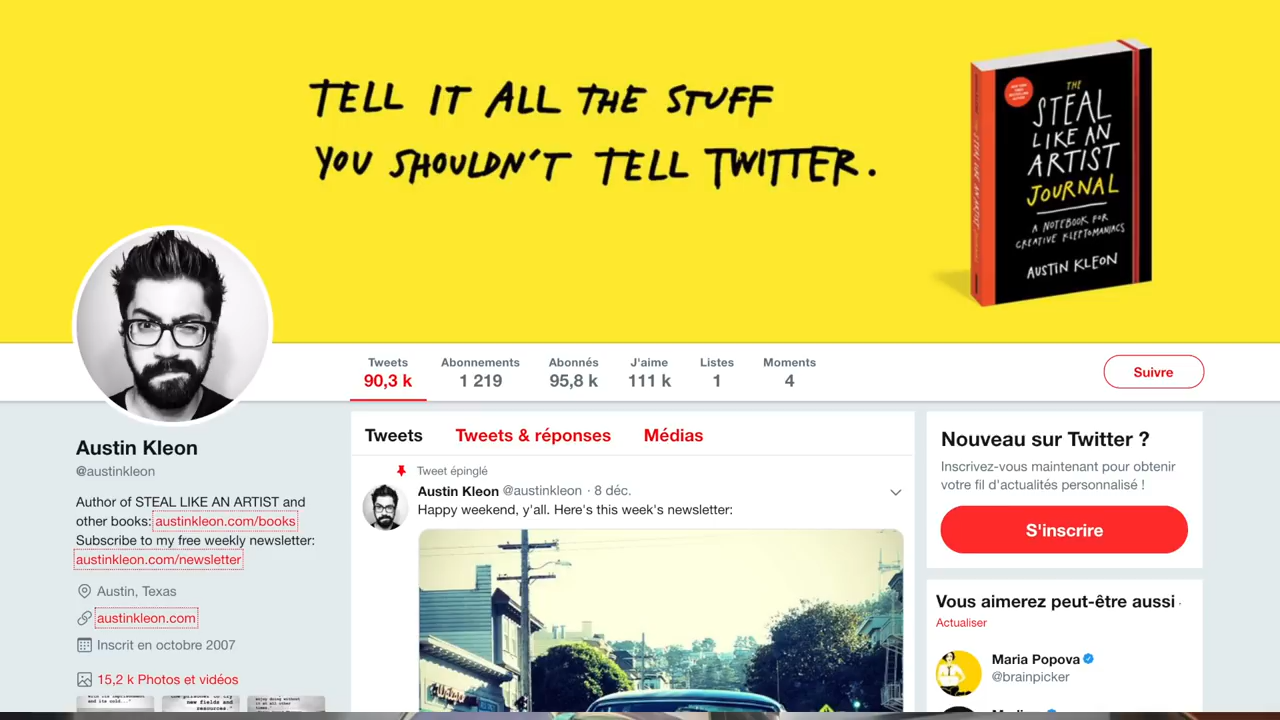 TELL IT ALL THE STUFF
YOU SHOULDN'T TELL TWITTER.
THE
STEAL
LIKE AN
ARTIST
JOURNAL
A NOTEBOOK FOR
CREATIVE KLEPTOMANIACS
AUSTIN KLEON
Tweets
90,3 k
Abonnements
1 219
Abonnés
95,8 k
J'aime
111 k
Listes
1
Moments
4
Suivre
Austin Kleon
@austinkleon
Author of STEAL LIKE AN ARTIST and
other books: austinkleon.com/books
Subscribe to my free weekly newsletter:
austinkleon.com/newsletter
Austin, Texas
austinkleon.com
Inscrit en octobre 2007
15,2 k Photos et vidéos
new fields and
resources."
Tweets Tweets & réponses Médias
Tweet épinglé
Austin Kleon @austinkleon · 8 déc.
Happy weekend, y'all. Here's this week's newsletter:
Nouveau sur Twitter ?
Inscrivez-vous maintenant pour obtenir
votre fil d'actualités personnalisé !
S'inscrire
Vous aimerez peut-être aussi ·
Actualiser
Maria Popova
@brainpicker